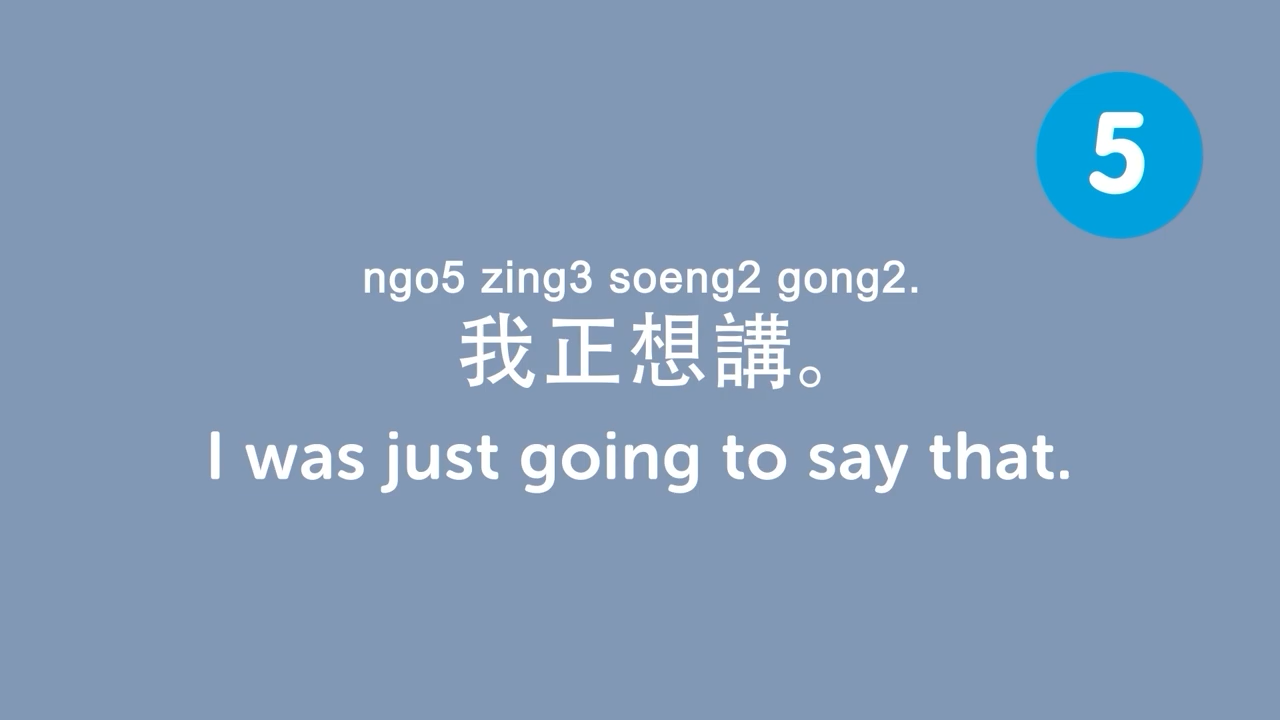 5
ngo5 zing3 soeng2 gong2.
我正想講。
I was just going to say that.